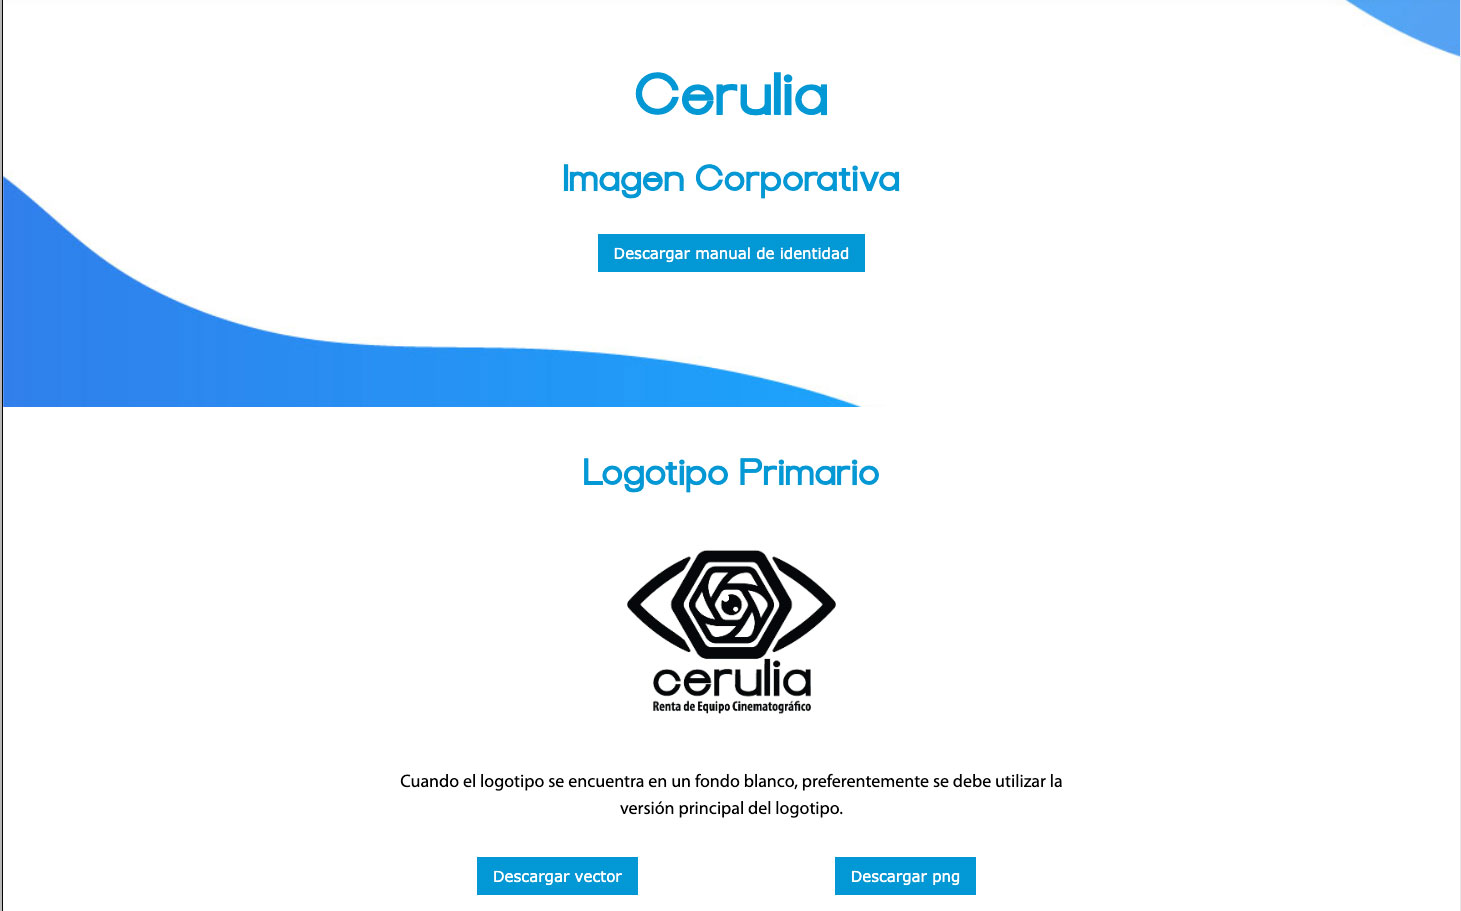 Cerulia
Imagen Corporativa
Descargar manual de identidad
Logotipo Primario
cerulia
Renta de Equipo Cinematográfico
Cuando el logotipo se encuentra en un fondo blanco, preferentemente se debe utilizar la
versión principal del logotipo.
Descargar vector
Descargar png